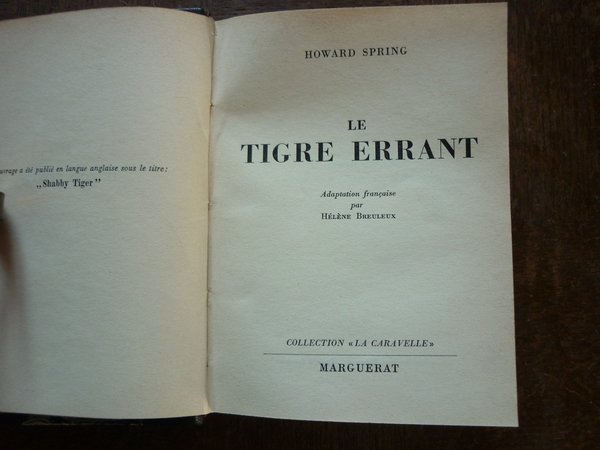 uvrage a été publié en langue anglaise sous le titre:
„Shabby Tiger”
HOWARD SPRING
LE
TIGRE ERRANT
Adaptation française
par
HÉLÈNE BREULEUX
COLLECTION «LA CARAVELLE»
MARGUERAT